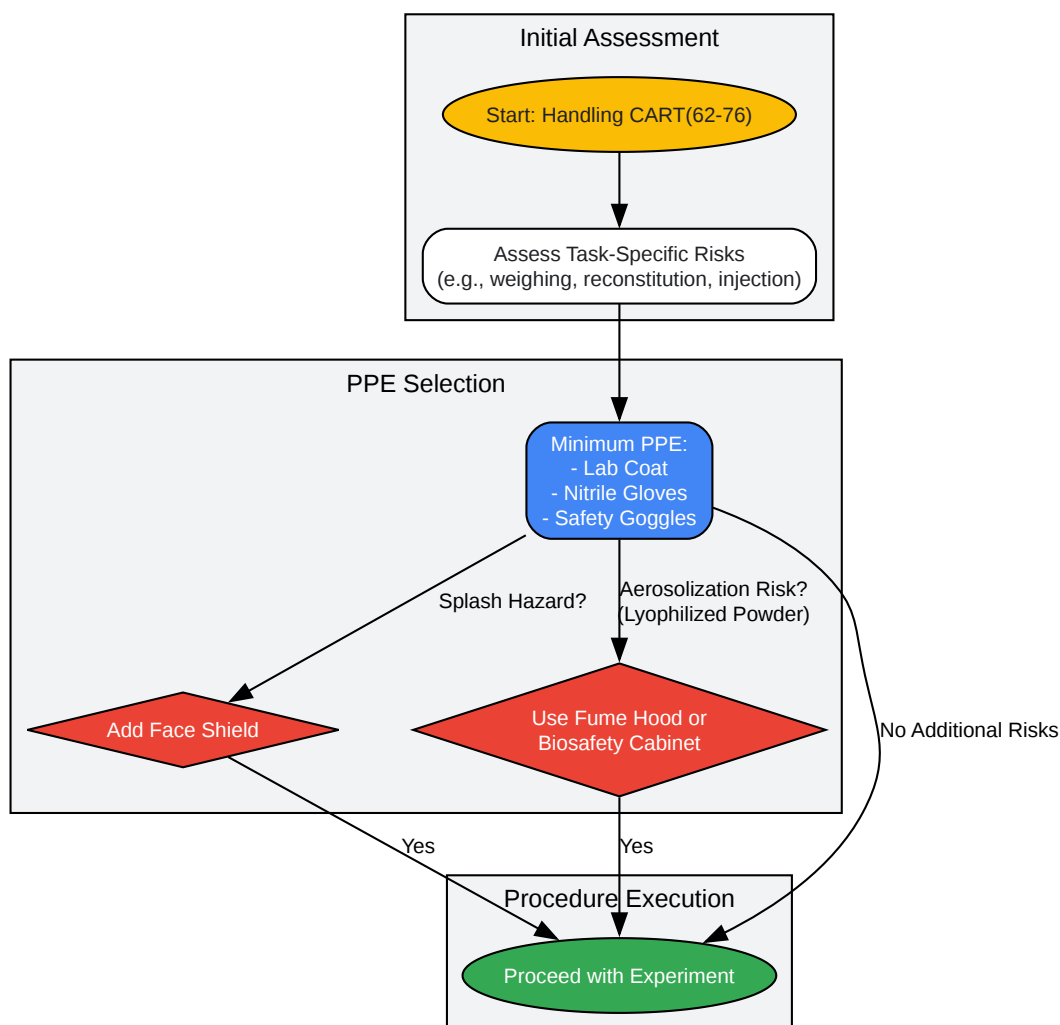 Initial Assessment
Start: Handling CART(62-76)
Assess Task-Specific Risks
(e.g., weighing, reconstitution, injection)
PPE Selection
Minimum PPE:
- Lab Coat
- Nitrile Gloves
- Safety Goggles
Splash Hazard?
Aerosolization Risk?
(Lyophilized Powder)
Add Face Shield
Use Fume Hood or
Biosafety Cabinet
No Additional Risks
Yes
Yes
Procedure Execution
Proceed with Experiment